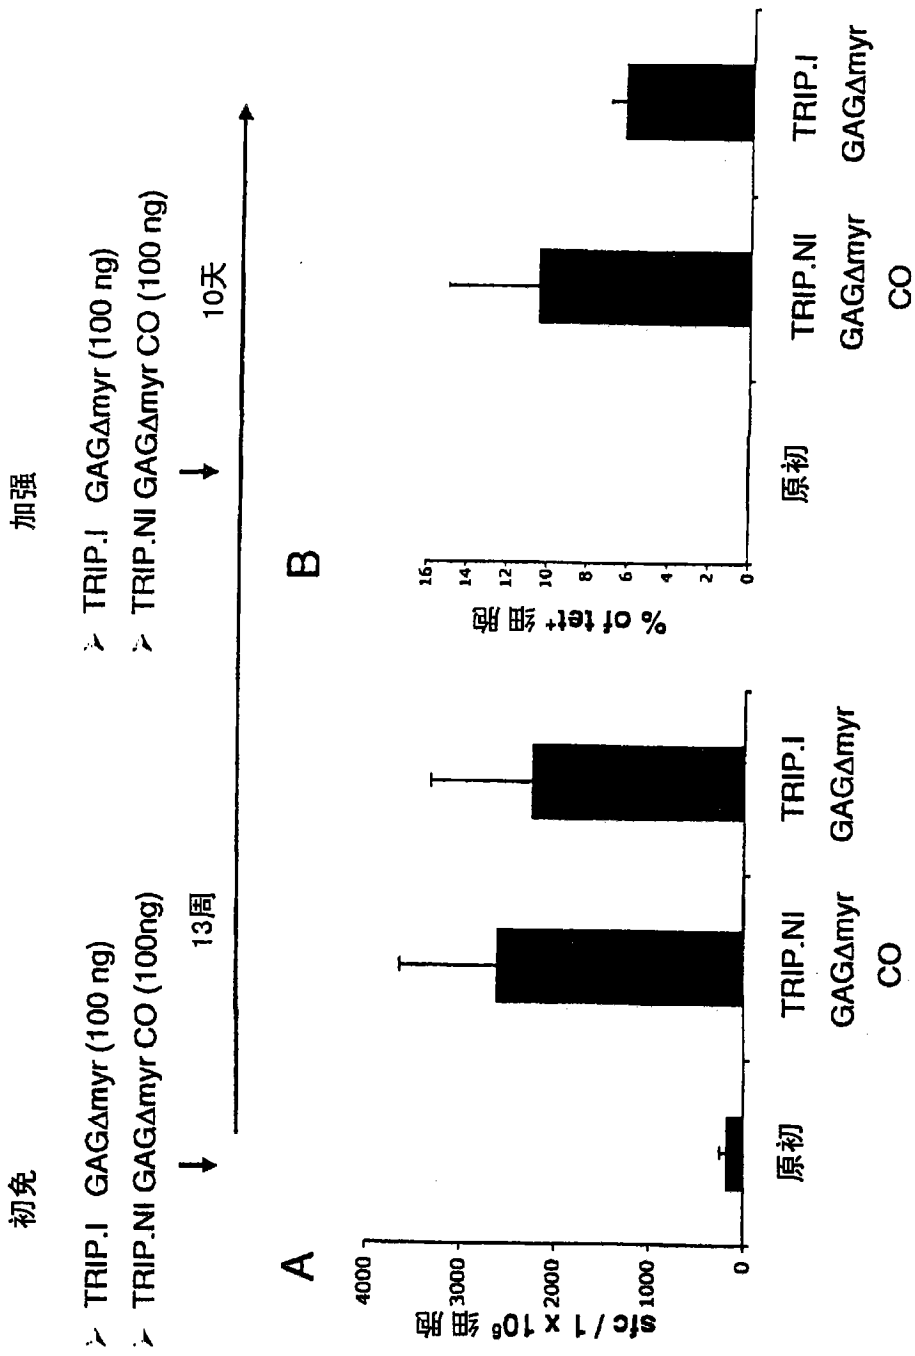 初免
➢ TRIP.I GAGΔmyr (100 ng)
➢ TRIP.NI GAGΔmyr CO (100ng)
13周
加强
➢ TRIP.I GAGΔmyr (100 ng)
➢ TRIP.NI GAGΔmyr CO (100 ng)
10天
A
sfc / 1 x 10⁶ 细胞
4000
3000
2000
1000
0
原初
TRIP.NI
GAGΔmyr
CO
TRIP.I
GAGΔmyr
B
% of tet⁺ 细胞
16
14
12
10
8
6
4
2
0
原初
TRIP.NI
GAGΔmyr
CO
TRIP.I
GAGΔmyr